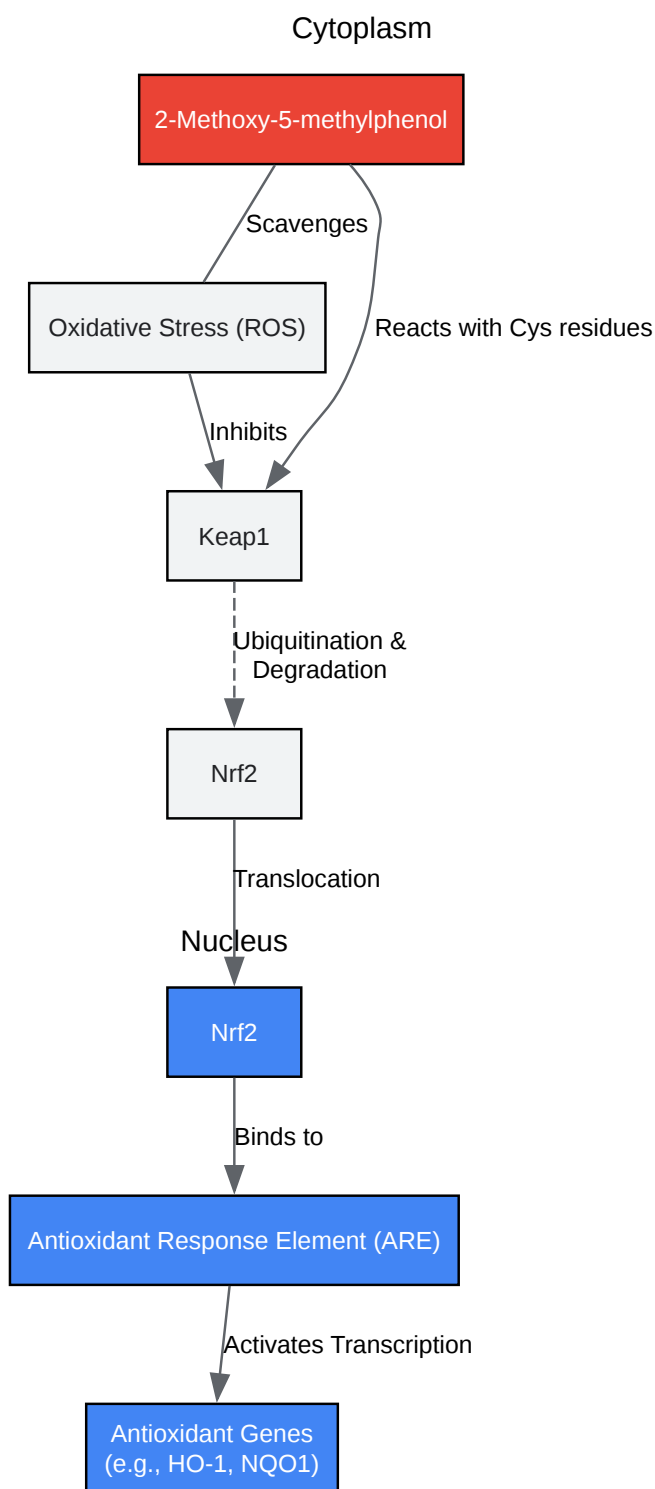 Cytoplasm
2-Methoxy-5-methylphenol
Scavenges
Oxidative Stress (ROS)
Reacts with Cys residues
Inhibits
Keap1
Ubiquitination &
Degradation
Nrf2
Translocation
Nucleus
Nrf2
Binds to
Antioxidant Response Element (ARE)
Activates Transcription
Antioxidant Genes
(e.g., HO-1, NQO1)